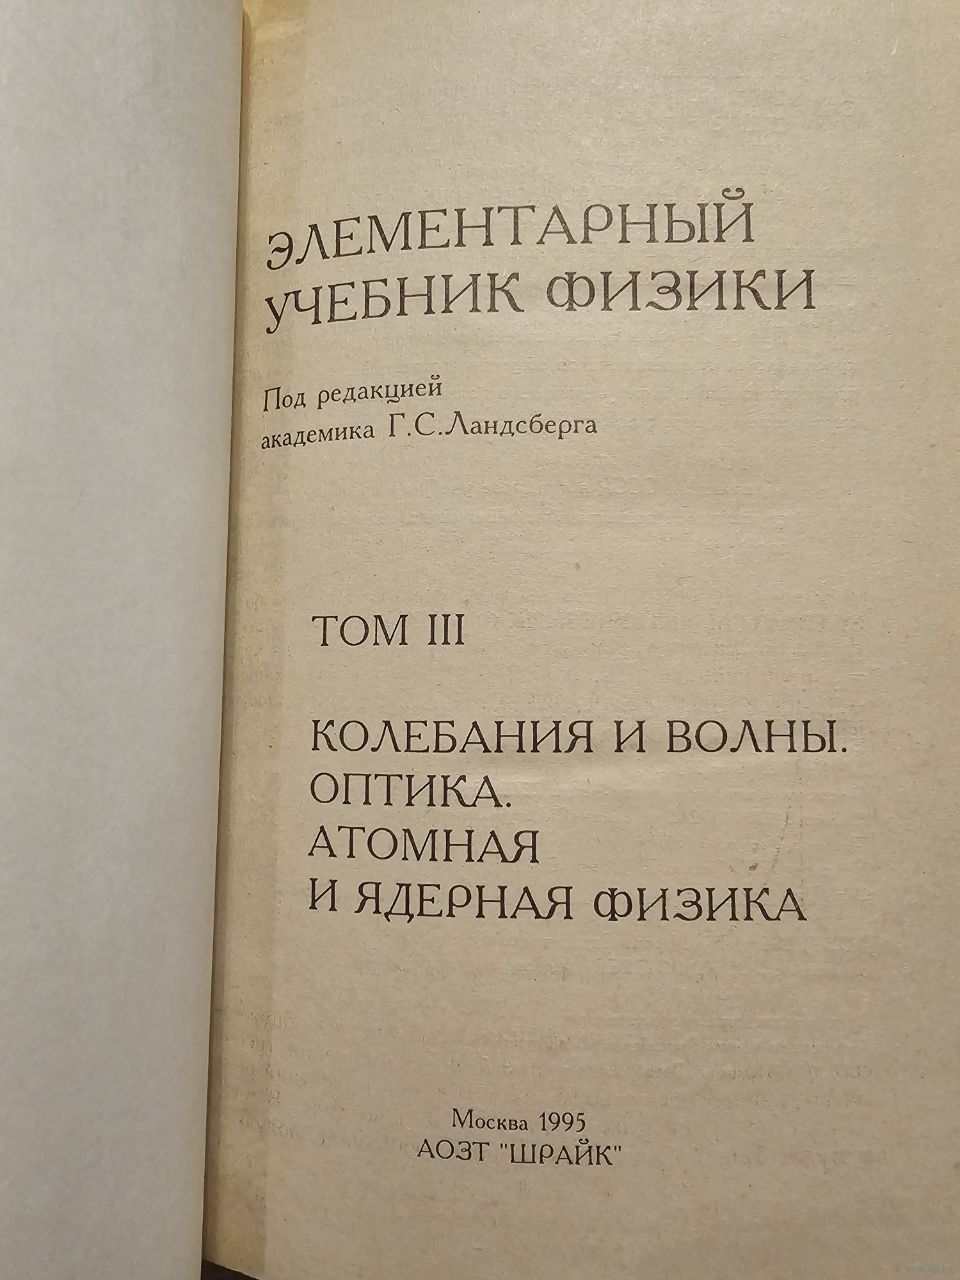 ЭЛЕМЕНТАРНЫЙ
УЧЕБНИК ФИЗИКИ
Под редакцией
академика Г.С.Ландсберга
ТОМ III
КОЛЕБАНИЯ И ВОЛНЫ.
ОПТИКА.
АТОМНАЯ
И ЯДЕРНАЯ ФИЗИКА
Москва 1995
АОЗТ "ШРАЙК"